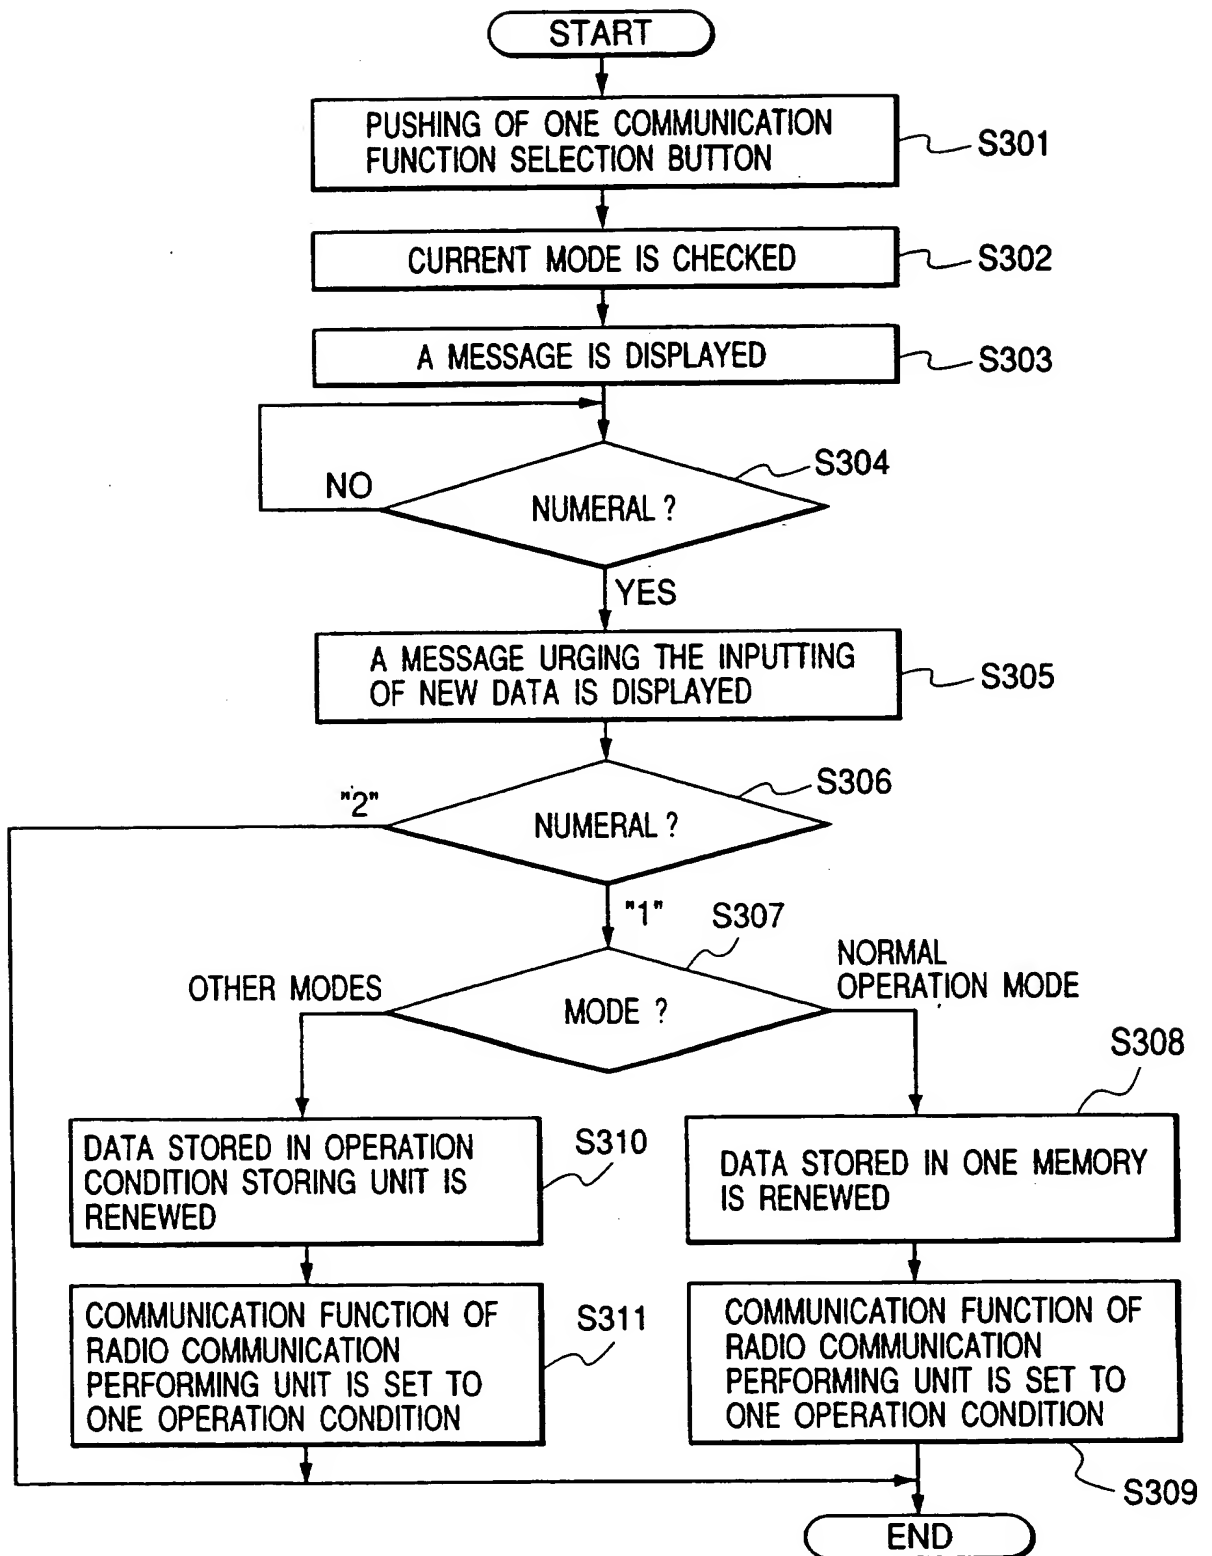 START
PUSHING OF ONE COMMUNICATION
FUNCTION SELECTION BUTTON
S301
CURRENT MODE IS CHECKED
S302
A MESSAGE IS DISPLAYED
S303
S304
NO
NUMERAL ?
YES
A MESSAGE URGING THE INPUTTING
OF NEW DATA IS DISPLAYED
S305
S306
"2"
NUMERAL ?
"1"
S307
OTHER MODES
NORMAL
OPERATION MODE
MODE ?
S308
DATA STORED IN OPERATION
CONDITION STORING UNIT IS
RENEWED
S310
DATA STORED IN ONE MEMORY
IS RENEWED
COMMUNICATION FUNCTION OF
RADIO COMMUNICATION
PERFORMING UNIT IS SET TO
ONE OPERATION CONDITION
S311
COMMUNICATION FUNCTION OF
RADIO COMMUNICATION
PERFORMING UNIT IS SET TO
ONE OPERATION CONDITION
S309
END